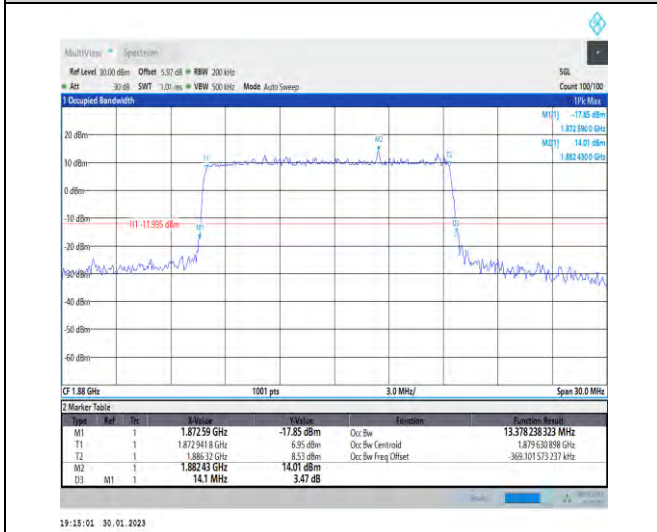 MultiView Spectrum
Ref Level 30.00 dBm Offset 5.97 dB RBW 200 kHz SGL
Att 30 dB SWT 1.01 ms VBW 500 kHz Mode Auto Sweep Count 100/100
1 Occupied Bandwidth 1Pk Max
M1[1] -17.85 dBm
1.872 590 0 GHz
M2[1] 14.01 dBm
1.882 430 0 GHz
M2
20 dBm
T1 T2
10 dBm
0 dBm
-10 dBm
H1 -11.995 dBm M1 D3
-20 dBm
-30 dBm
-40 dBm
-50 dBm
-60 dBm
CF 1.88 GHz 1001 pts 3.0 MHz/ Span 30.0 MHz
2 Marker Table
Type Ref Trc X-Value Y-Value Function Function Result
M1 1 1.872 59 GHz -17.85 dBm Occ Bw 13.378 238 323 MHz
T1 1 1.872 941 8 GHz 6.95 dBm Occ Bw Centroid 1.879 630 898 GHz
T2 1 1.886 32 GHz 8.53 dBm Occ Bw Freq Offset -369.101 573 237 kHz
M2 1 1.882 43 GHz 14.01 dBm
D3 M1 1 14.1 MHz 3.47 dB
19:15:01 30.01.2023